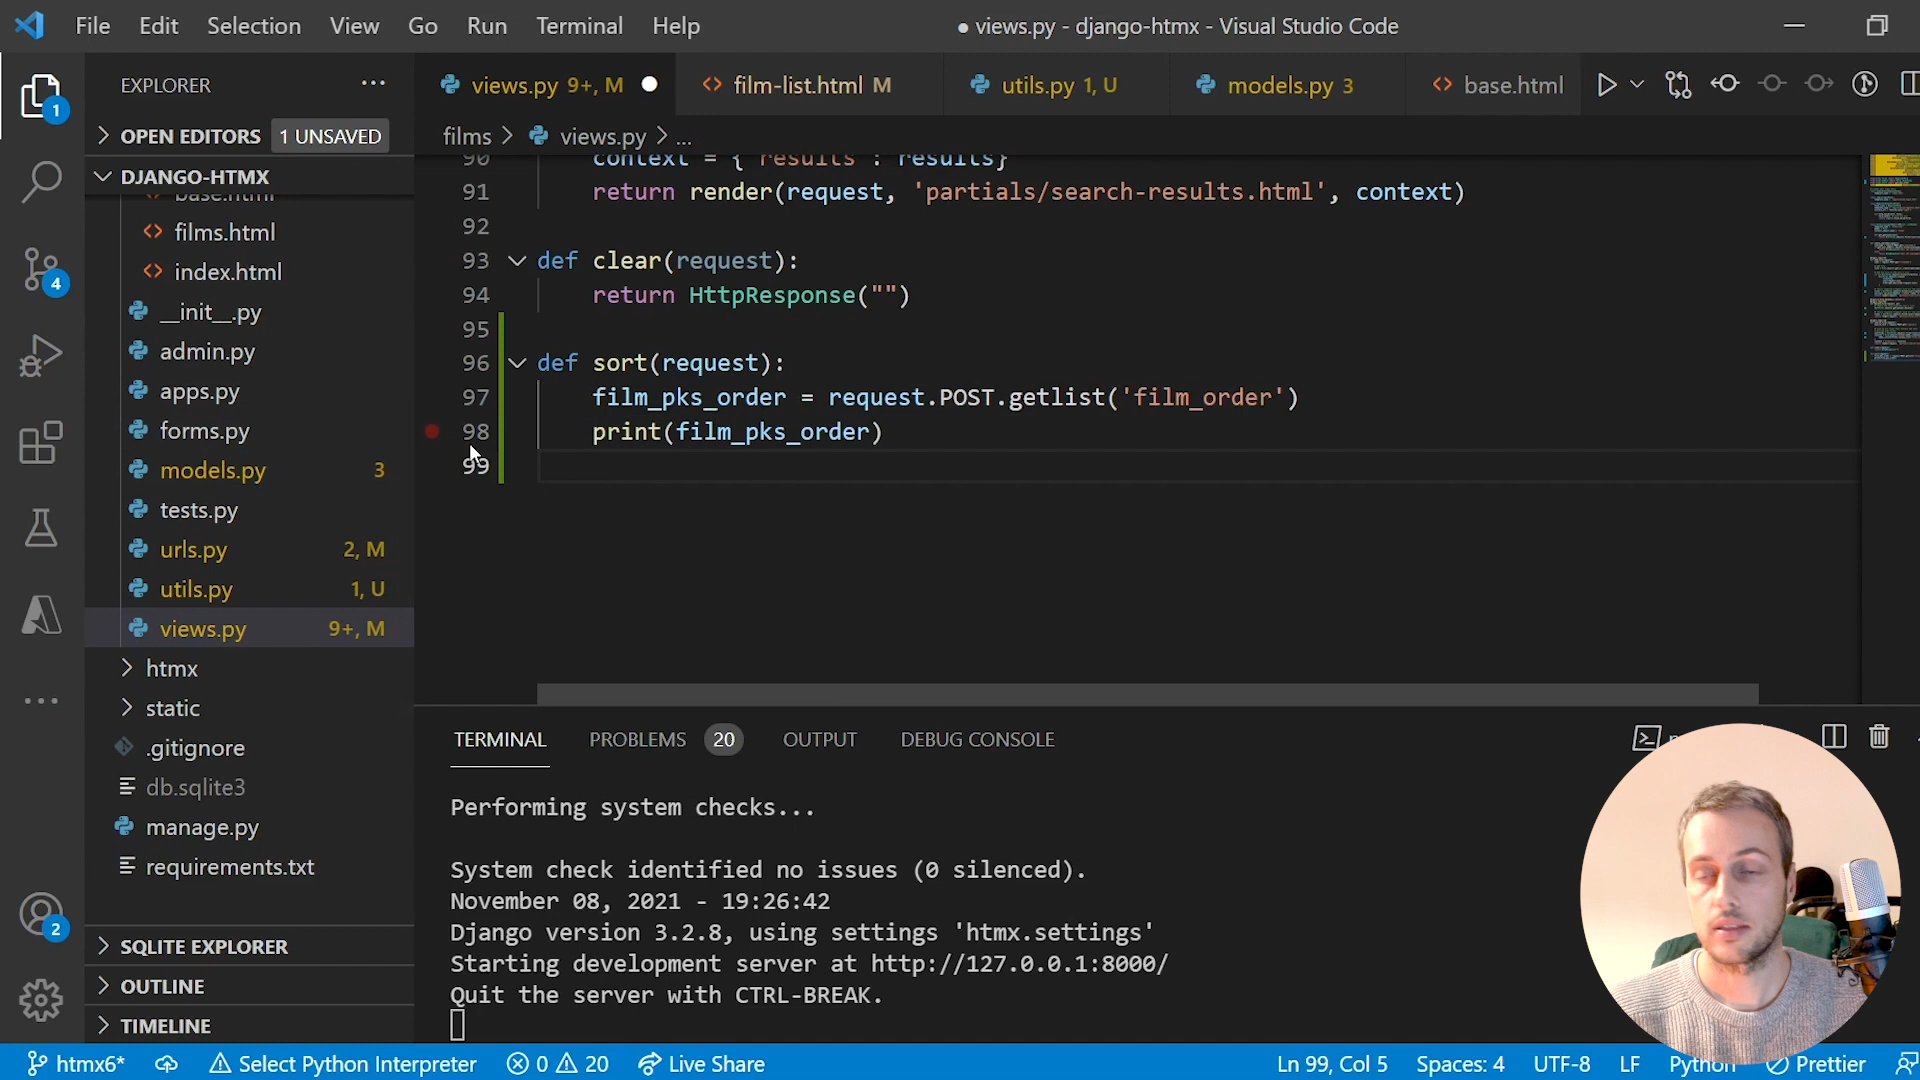 File Edit Selection View Go Run Terminal Help
● views.py - django-htmx - Visual Studio Code
EXPLORER ...
views.py 9+, M
film-list.html M
utils.py 1, U
models.py 3
base.html
1
OPEN EDITORS 1 UNSAVED
films > views.py > ...
DJANGO-HTMX
base.html
films.html
index.html
__init__.py
admin.py
apps.py
forms.py
models.py 3
tests.py
urls.py 2, M
utils.py 1, U
views.py 9+, M
htmx
static
.gitignore
db.sqlite3
manage.py
requirements.txt
SQLITE EXPLORER
OUTLINE
TIMELINE
4
2
90 context = {"results": results}
91 return render(request, 'partials/search-results.html', context)
92
93 def clear(request):
94 return HttpResponse("")
95
96 def sort(request):
97 film_pks_order = request.POST.getlist('film_order')
98 print(film_pks_order)
99
TERMINAL PROBLEMS 20 OUTPUT DEBUG CONSOLE
Performing system checks...
System check identified no issues (0 silenced).
November 08, 2021 - 19:26:42
Django version 3.2.8, using settings 'htmx.settings'
Starting development server at http://127.0.0.1:8000/
Quit the server with CTRL-BREAK.
htmx6* Select Python Interpreter 0 20 Live Share
Ln 99, Col 5 Spaces: 4 UTF-8 LF Python Prettier